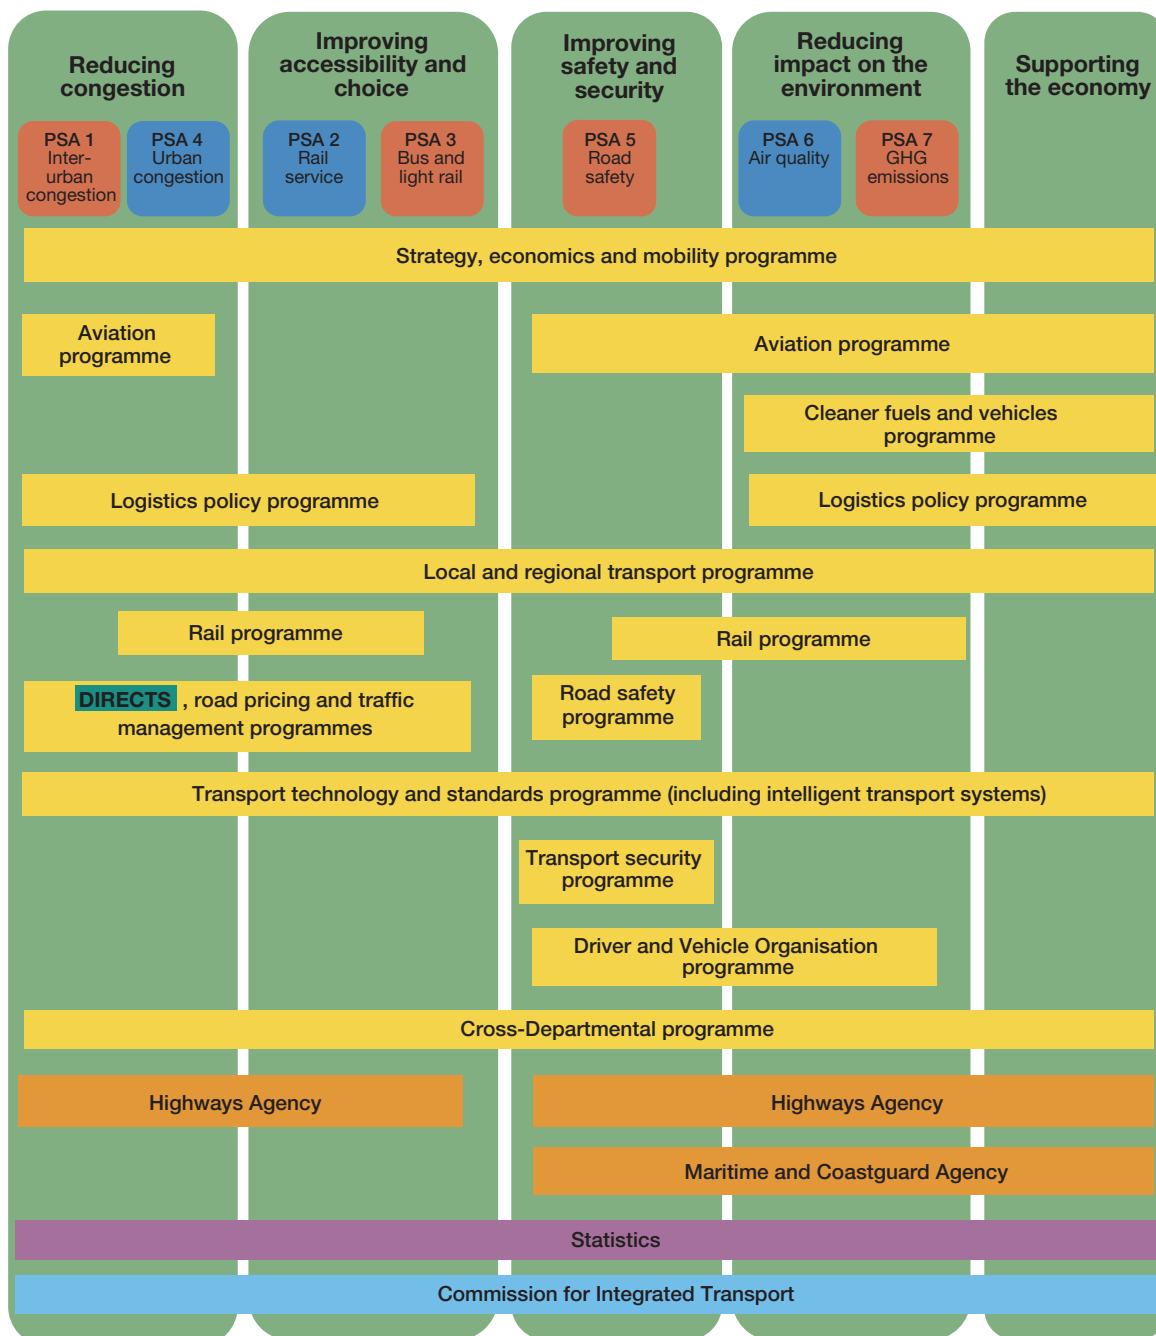 Reducing
congestion
Improving
accessibility and
choice
Improving
safety and
security
Reducing
impact on the
environment
Supporting
the economy
PSA 1
Inter-
urban
congestion
PSA 4
Urban
congestion
PSA 2
Rail
service
PSA 3
Bus and
light rail
PSA 5
Road
safety
PSA 6
Air quality
PSA 7
GHG
emissions
Strategy, economics and mobility programme
Aviation
programme
Aviation programme
Cleaner fuels and vehicles
programme
Logistics policy programme
Logistics policy programme
Local and regional transport programme
Rail programme
Rail programme
DIRECTS , road pricing and traffic
management programmes
Road safety
programme
Transport technology and standards programme (including intelligent transport systems)
Transport security
programme
Driver and Vehicle Organisation
programme
Cross-Departmental programme
Highways Agency
Highways Agency
Maritime and Coastguard Agency
Statistics
Commission for Integrated Transport